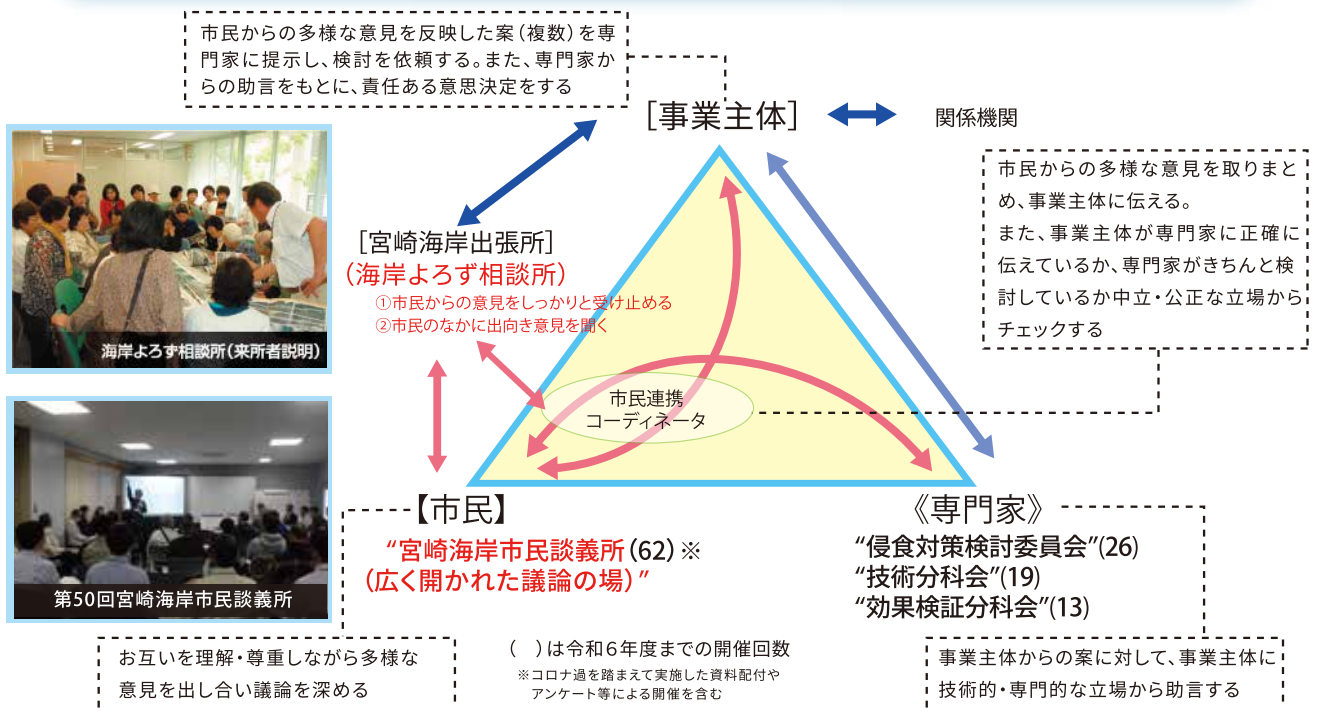 市民からの多様な意見を反映した案（複数）を専
門家に提示し、検討を依頼する。また、専門家か
らの助言をもとに、責任ある意思決定をする
［事業主体］
関係機関
市民からの多様な意見を取りまと
め、事業主体に伝える。
また、事業主体が専門家に正確に
伝えているか、専門家がきちんと検
討しているか中立・公正な立場から
チェックする
［宮崎海岸出張所］
（海岸よろず相談所）
①市民からの意見をしっかりと受け止める
②市民のなかに出向き意見を聞く
海岸よろず相談所（来所者説明）
市民連携
コーディネータ
第50回宮崎海岸市民談義所
【市民】
“宮崎海岸市民談義所（62）※
（広く開かれた議論の場）”
《専門家》
“侵食対策検討委員会”(26)
“技術分科会”(19)
“効果検証分科会”(13)
お互いを理解・尊重しながら多様な
意見を出し合い議論を深める
（　）は令和６年度までの開催回数
※コロナ過を踏まえて実施した資料配付や
アンケート等による開催を含む
事業主体からの案に対して、事業主体に
技術的・専門的な立場から助言する